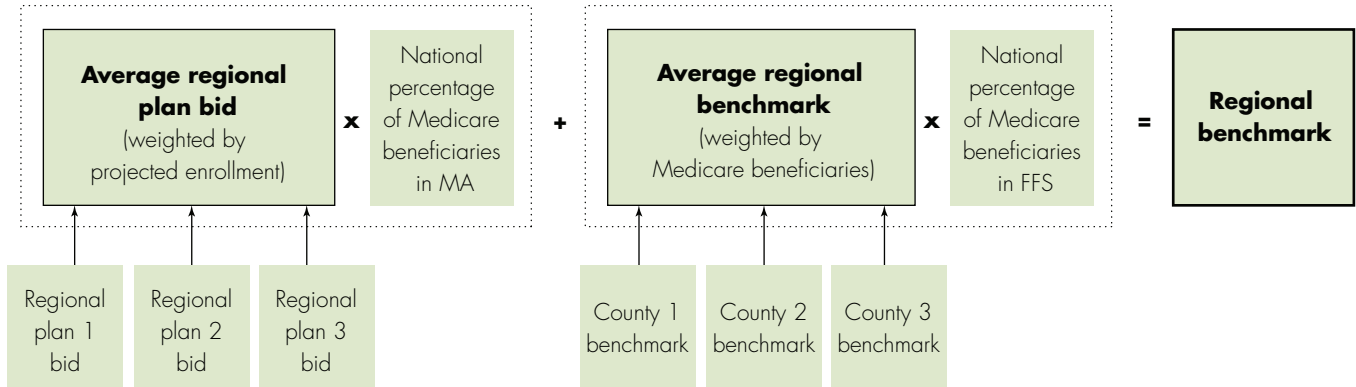 Average regional
plan bid
(weighted by
projected enrollment)
x
National
percentage
of Medicare
beneficiaries
in MA
+
Average regional
benchmark
(weighted by
Medicare beneficiaries)
x
National
percentage
of Medicare
beneficiaries
in FFS
=
Regional
benchmark
Regional
plan 1
bid
Regional
plan 2
bid
Regional
plan 3
bid
County 1
benchmark
County 2
benchmark
County 3
benchmark